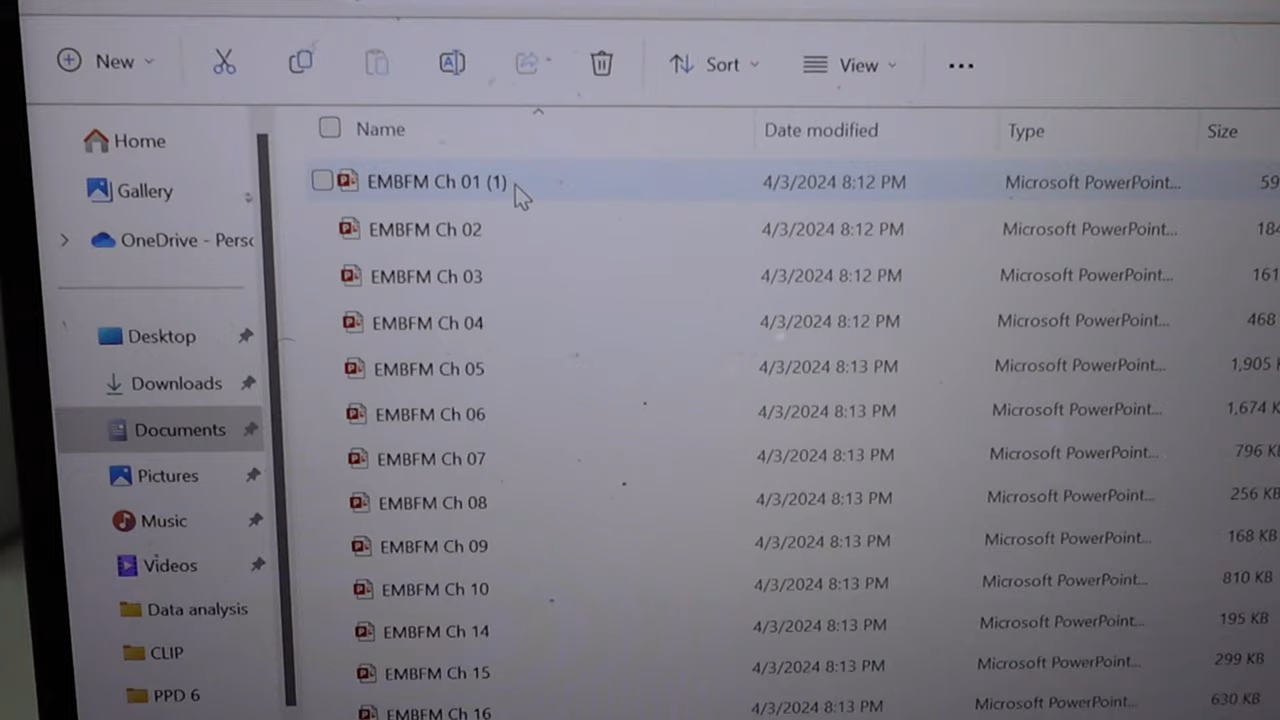 New Sort View ...
Name Date modified Type Size
Home
Gallery
OneDrive - Perso
Desktop
Downloads
Documents
Pictures
Music
Videos
Data analysis
CLIP
PPD 6
EMBFM Ch 01 (1) 4/3/2024 8:12 PM Microsoft PowerPoint... 59
EMBFM Ch 02 4/3/2024 8:12 PM Microsoft PowerPoint... 184
EMBFM Ch 03 4/3/2024 8:12 PM Microsoft PowerPoint... 161
EMBFM Ch 04 4/3/2024 8:12 PM Microsoft PowerPoint... 468
EMBFM Ch 05 4/3/2024 8:13 PM Microsoft PowerPoint... 1,905 K
EMBFM Ch 06 4/3/2024 8:13 PM Microsoft PowerPoint... 1,674 K
EMBFM Ch 07 4/3/2024 8:13 PM Microsoft PowerPoint... 796 KB
EMBFM Ch 08 4/3/2024 8:13 PM Microsoft PowerPoint... 256 KB
EMBFM Ch 09 4/3/2024 8:13 PM Microsoft PowerPoint... 168 KB
EMBFM Ch 10 4/3/2024 8:13 PM Microsoft PowerPoint... 810 KB
EMBFM Ch 14 4/3/2024 8:13 PM Microsoft PowerPoint... 195 KB
EMBFM Ch 15 4/3/2024 8:13 PM Microsoft PowerPoint... 299 KB
EMBFM Ch 16 4/3/2024 8:13 PM Microsoft PowerPoint... 630 KB